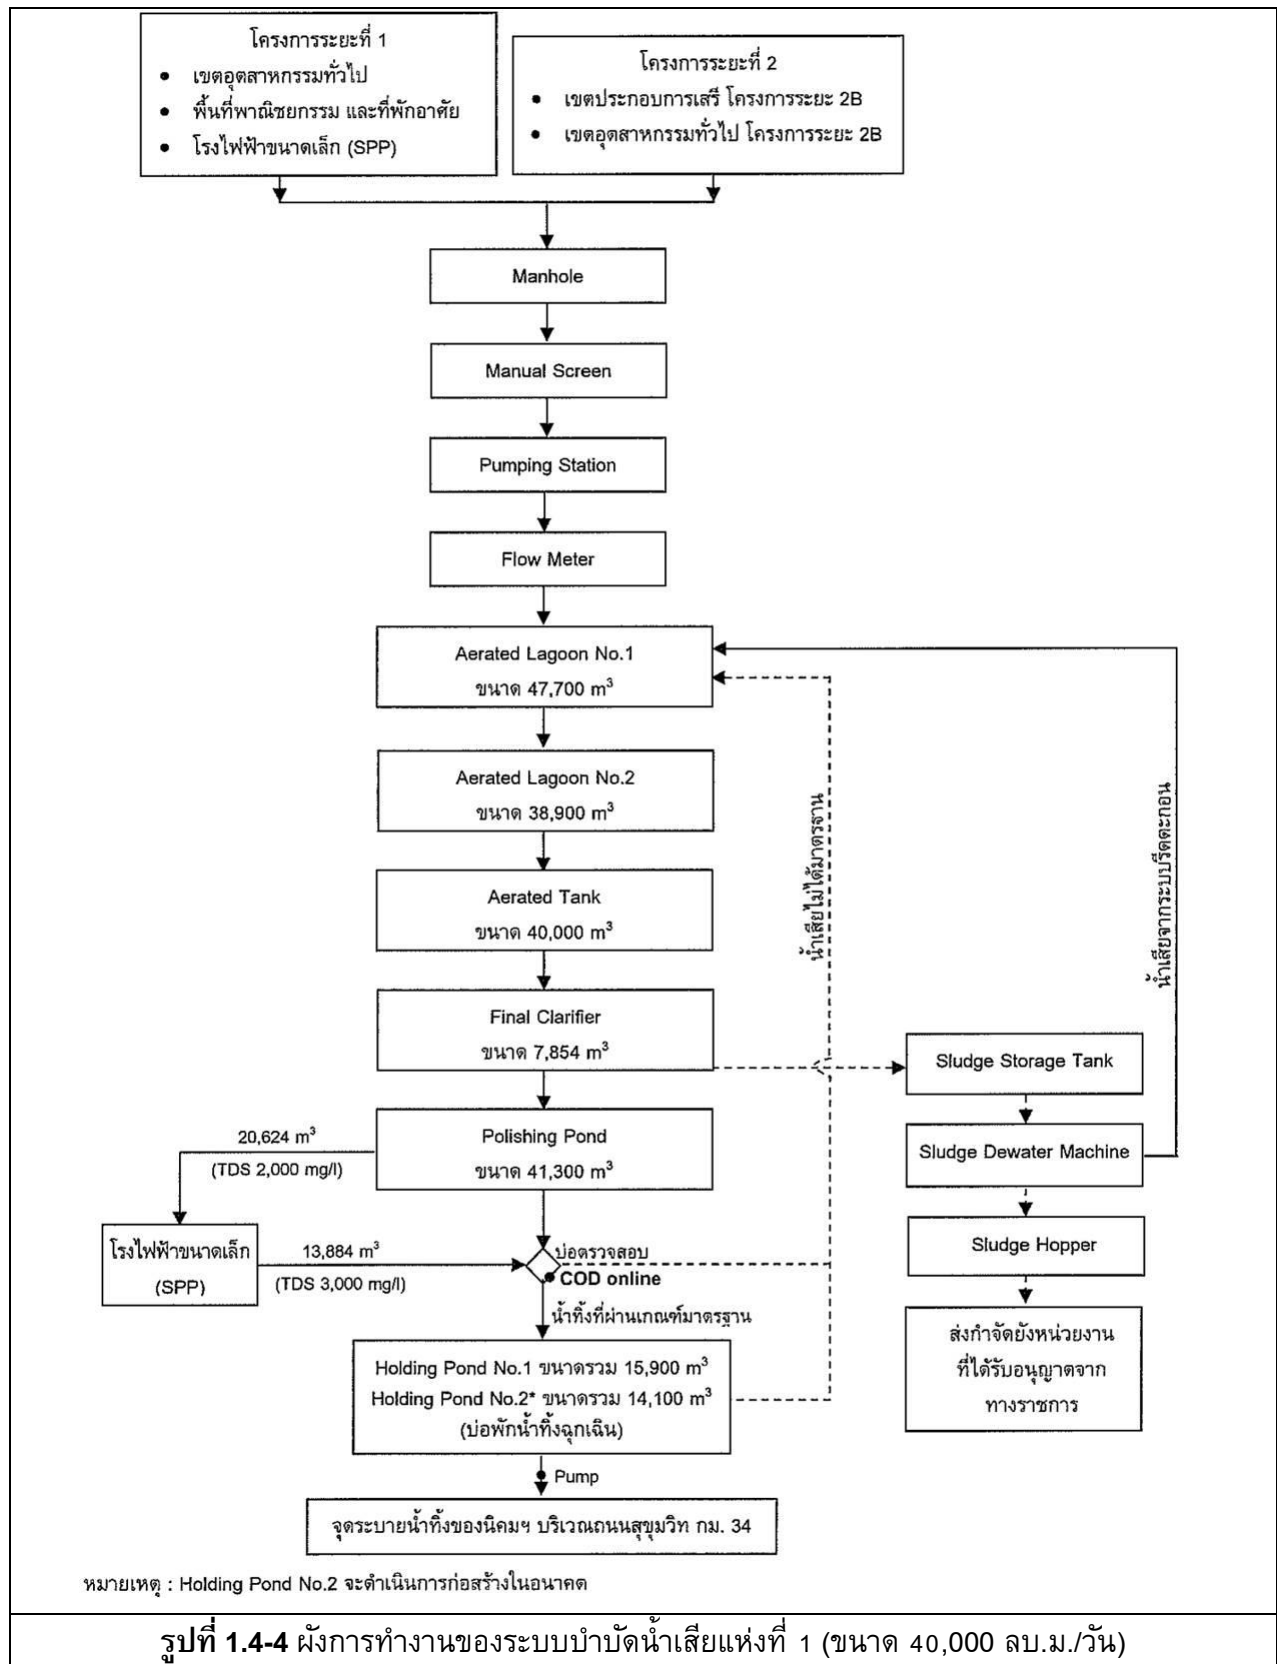 โครงการระยะที่ 1
• เขตอุตสาหกรรมทั่วไป
• พื้นที่พาณิชยกรรม และที่พักอาศัย
• โรงไฟฟ้าขนาดเล็ก (SPP)
โครงการระยะที่ 2
• เขตประกอบการเสรี โครงการระยะ 2B
• เขตอุตสาหกรรมทั่วไป โครงการระยะ 2B
Manhole
Manual Screen
Pumping Station
Flow Meter
Aerated Lagoon No.1
ขนาด 47,700 m³
Aerated Lagoon No.2
ขนาด 38,900 m³
Aerated Tank
ขนาด 40,000 m³
Final Clarifier
ขนาด 7,854 m³
Polishing Pond
ขนาด 41,300 m³
20,624 m³
(TDS 2,000 mg/l)
โรงไฟฟ้าขนาดเล็ก
(SPP)
13,884 m³
(TDS 3,000 mg/l)
บ่อตรวจสอบ
COD online
น้ำทิ้งที่ผ่านเกณฑ์มาตรฐาน
Holding Pond No.1 ขนาดรวม 15,900 m³
Holding Pond No.2* ขนาดรวม 14,100 m³
(บ่อพักน้ำทิ้งฉุกเฉิน)
Pump
จุดระบายน้ำทิ้งของนิคมฯ บริเวณถนนสุขุมวิท กม. 34
น้ำเสียไม่ได้มาตรฐาน
น้ำเสียจากระบบรีดตะกอน
Sludge Storage Tank
Sludge Dewater Machine
Sludge Hopper
ส่งกำจัดยังหน่วยงาน
ที่ได้รับอนุญาตจาก
ทางราชการ
หมายเหตุ : Holding Pond No.2 จะดำเนินการก่อสร้างในอนาคต
รูปที่ 1.4-4 ผังการทำงานของระบบบำบัดน้ำเสียแห่งที่ 1 (ขนาด 40,000 ลบ.ม./วัน)